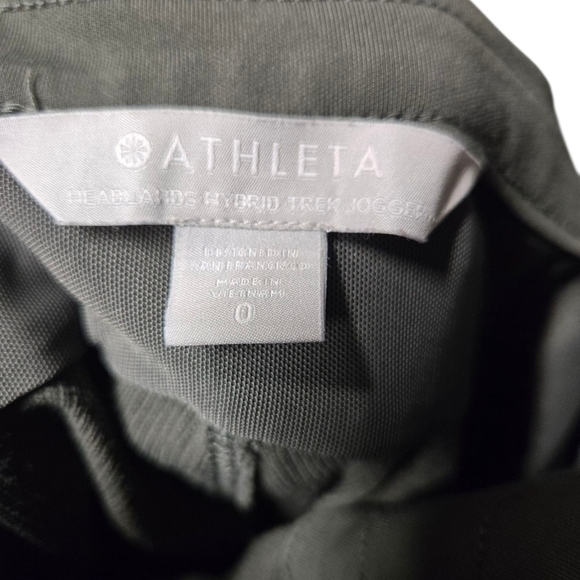 ATHLETA
HEADLANDS HYBRID TREK JOGGER
DESIGNED IN
SAN FRANCISCO
MADE IN
VIETNAM
0